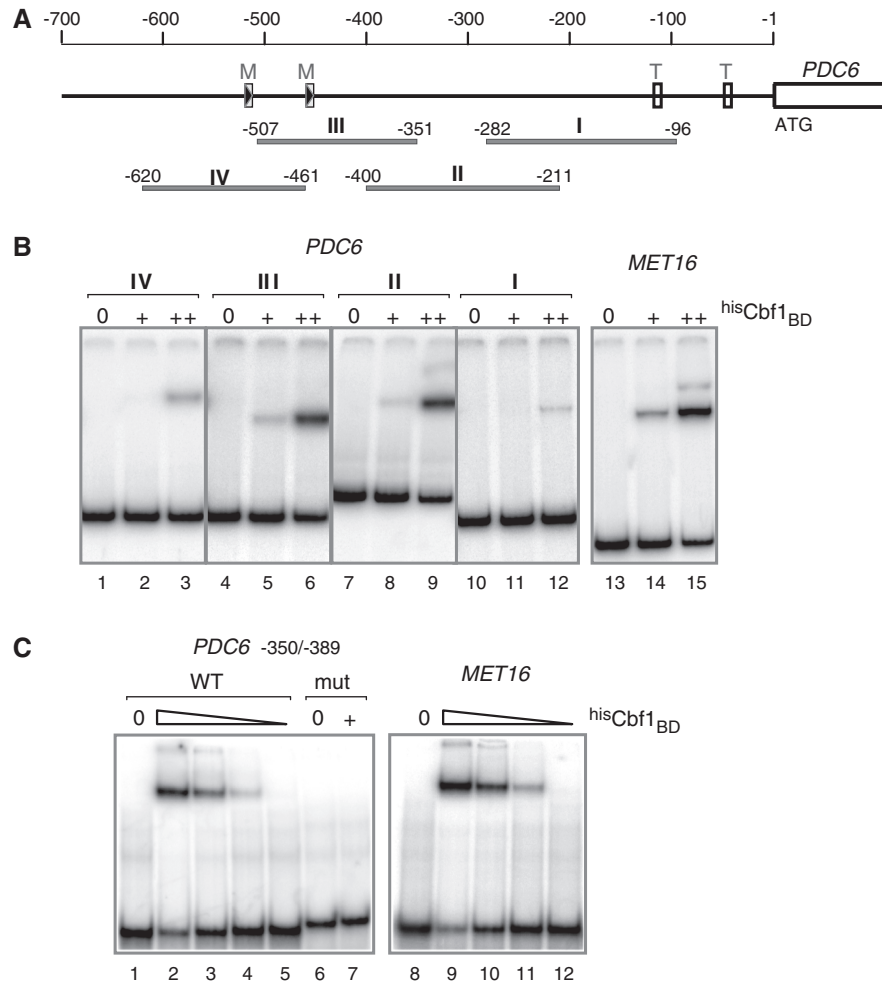 A
-700 -600 -500 -400 -300 -200 -100 -1
M M T T PDC6
-507 III -351 -282 I -96 ATG
-620 IV -461 -400 II -211
B
PDC6 MET16
IV III II I
0 + ++ 0 + ++ 0 + ++ 0 + ++ 0 + ++ hisCbf1BD
1 2 3 4 5 6 7 8 9 10 11 12 13 14 15
C
PDC6 -350/-389 MET16
WT mut
0 0 + 0 hisCbf1BD
1 2 3 4 5 6 7 8 9 10 11 12